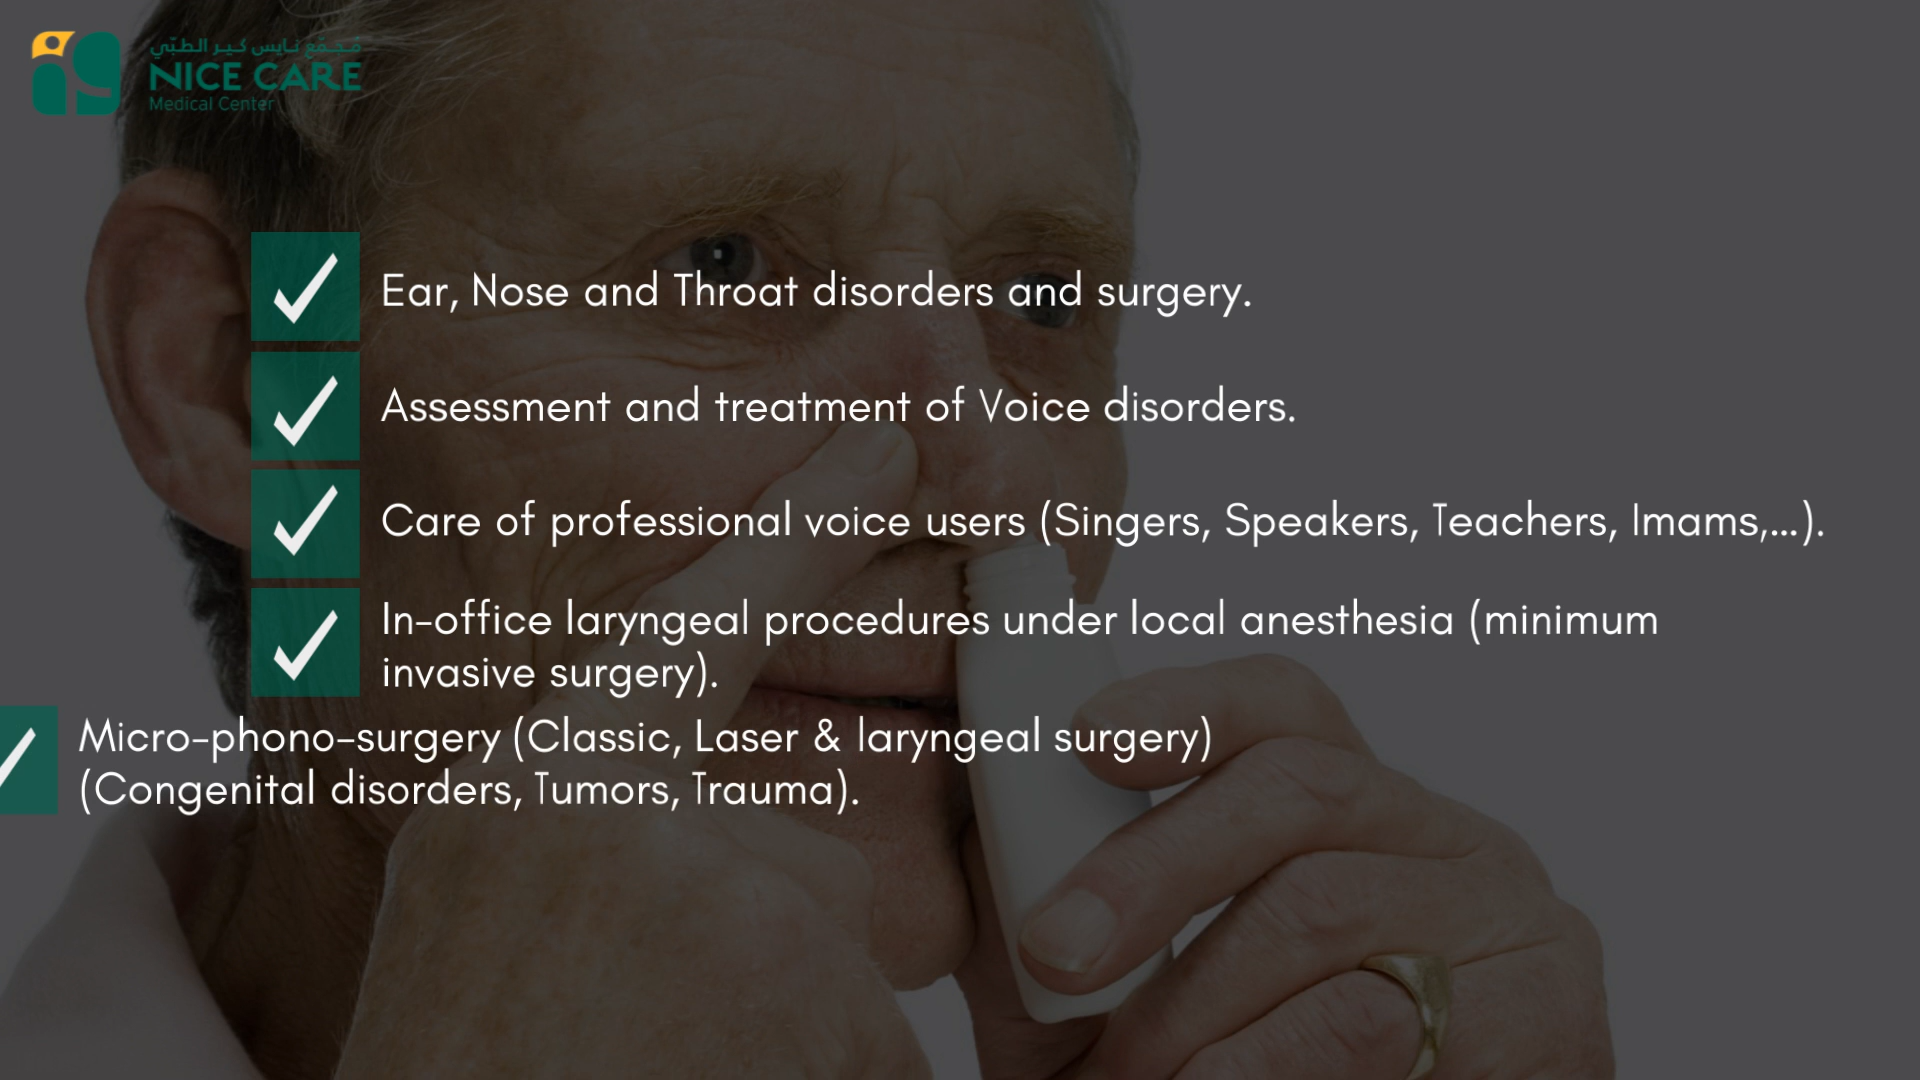 مُجمّع نايس كير الطبّي
NICE CARE
Medical Center
Ear, Nose and Throat disorders and surgery.
Assessment and treatment of Voice disorders.
Care of professional voice users (Singers, Speakers, Teachers, Imams,...).
In-office laryngeal procedures under local anesthesia (minimum
invasive surgery).
Micro-phono-surgery (Classic, Laser & laryngeal surgery)
(Congenital disorders, Tumors, Trauma).